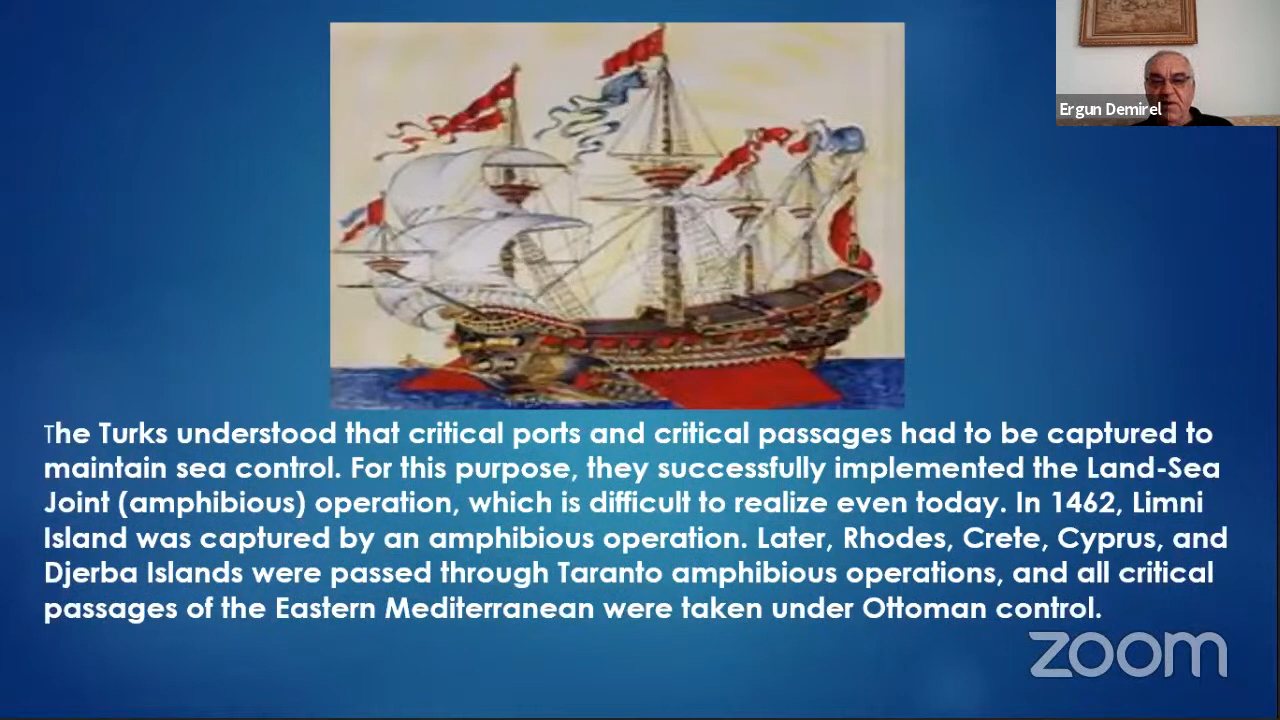 Ergun Demirel
The Turks understood that critical ports and critical passages had to be captured to
maintain sea control. For this purpose, they successfully implemented the Land-Sea
Joint (amphibious) operation, which is difficult to realize even today. In 1462, Limni
Island was captured by an amphibious operation. Later, Rhodes, Crete, Cyprus, and
Djerba Islands were passed through Taranto amphibious operations, and all critical
passages of the Eastern Mediterranean were taken under Ottoman control.
zoom